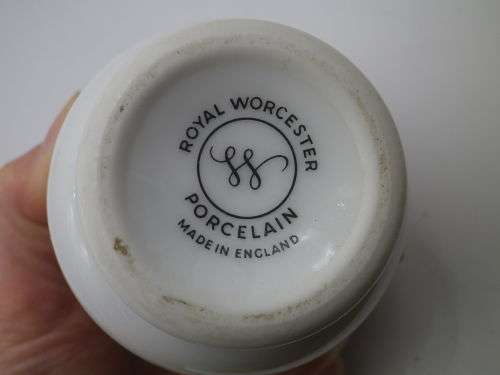 ROYAL WORCESTER
PORCELAIN
MADE IN ENGLAND